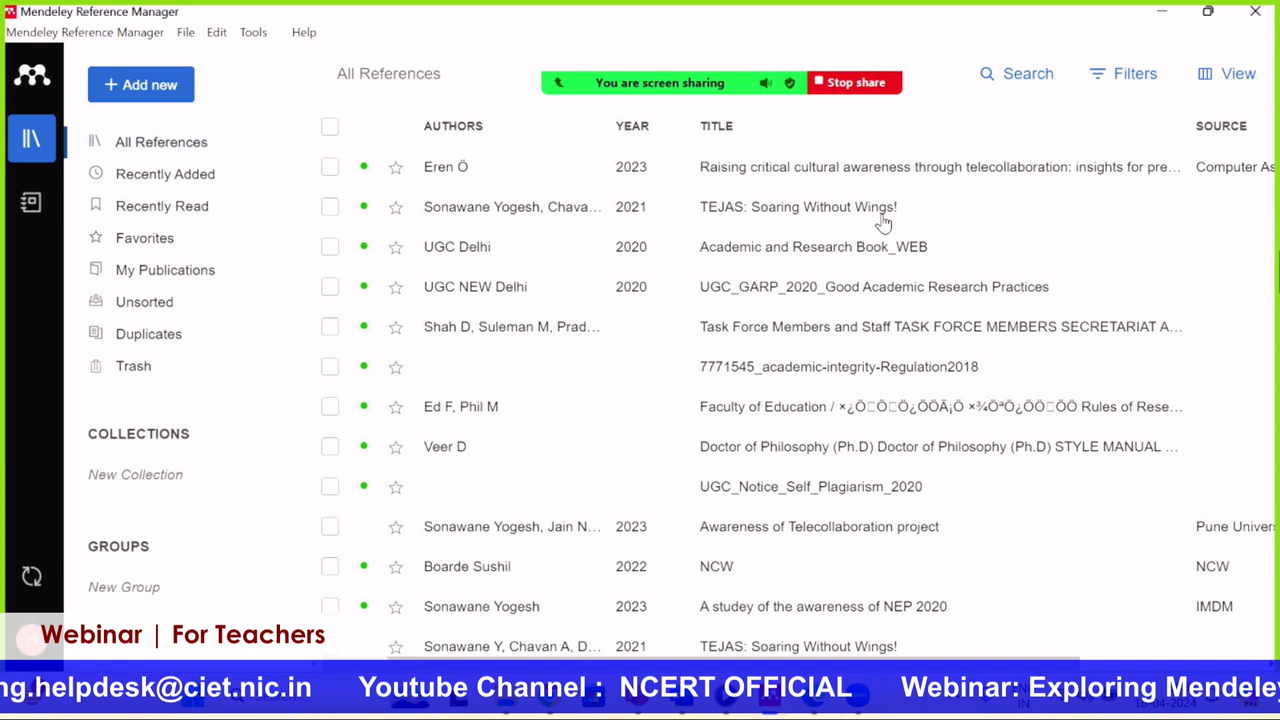 Mendeley Reference Manager
Mendeley Reference Manager File Edit Tools Help
+ Add new
All References
You are screen sharing
Stop share
Search
Filters
View
All References
Recently Added
Recently Read
Favorites
My Publications
Unsorted
Duplicates
Trash
COLLECTIONS
New Collection
GROUPS
New Group
AUTHORS YEAR TITLE SOURCE
Eren Ö 2023 Raising critical cultural awareness through telecollaboration: insights for pre... Computer As
Sonawane Yogesh, Chava... 2021 TEJAS: Soaring Without Wings!
UGC Delhi 2020 Academic and Research Book_WEB
UGC NEW Delhi 2020 UGC_GARP_2020_Good Academic Research Practices
Shah D, Suleman M, Prad... Task Force Members and Staff TASK FORCE MEMBERS SECRETARIAT A...
7771545_academic-integrity-Regulation2018
Ed F, Phil M Faculty of Education / Rules of Rese...
Veer D Doctor of Philosophy (Ph.D) Doctor of Philosophy (Ph.D) STYLE MANUAL ...
UGC_Notice_Self_Plagiarism_2020
Sonawane Yogesh, Jain N... 2023 Awareness of Telecollaboration project Pune Univers
Boarde Sushil 2022 NCW NCW
Sonawane Yogesh 2023 A studey of the awareness of NEP 2020 IMDM
Sonawane Y, Chavan A, D... 2021 TEJAS: Soaring Without Wings!
Webinar | For Teachers
ng.helpdesk@ciet.nic.in Youtube Channel : NCERT OFFICIAL Webinar: Exploring Mendeley